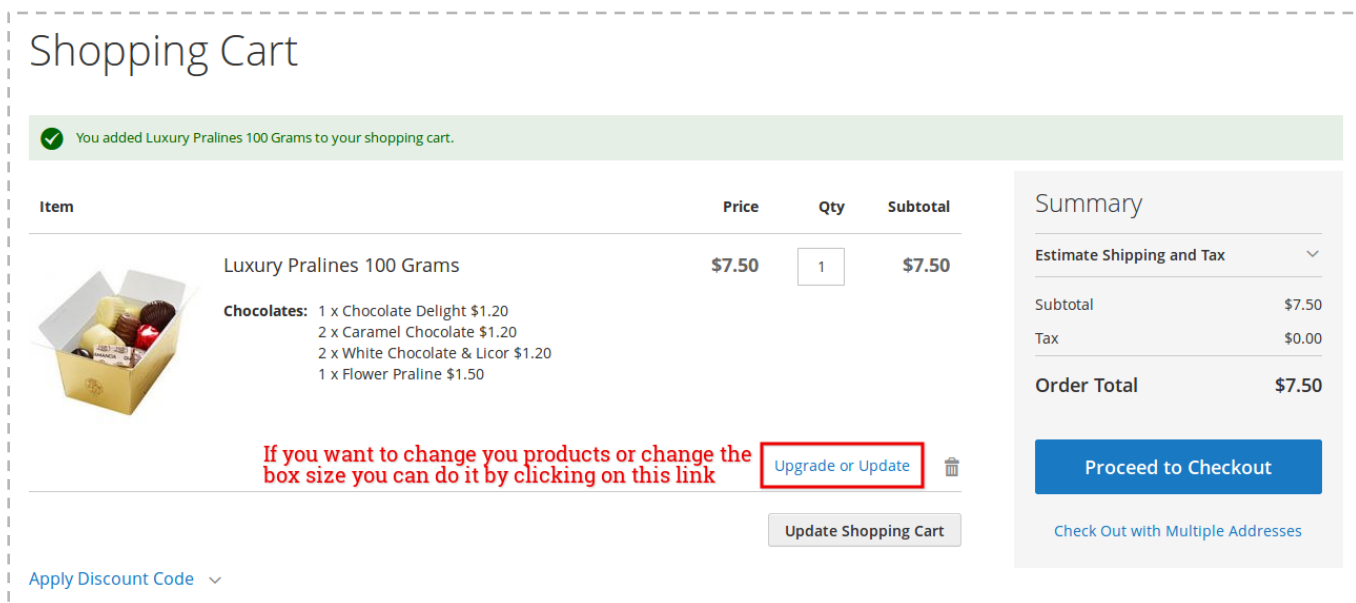 Shopping Cart
You added Luxury Pralines 100 Grams to your shopping cart.
Item Price Qty Subtotal
Luxury Pralines 100 Grams $7.50 1 $7.50
Chocolates: 1 x Chocolate Delight $1.20
2 x Caramel Chocolate $1.20
2 x White Chocolate & Licor $1.20
1 x Flower Praline $1.50
If you want to change you products or change the
box size you can do it by clicking on this link
Upgrade or Update
Update Shopping Cart
Apply Discount Code
Summary
Estimate Shipping and Tax
Subtotal $7.50
Tax $0.00
Order Total $7.50
Proceed to Checkout
Check Out with Multiple Addresses